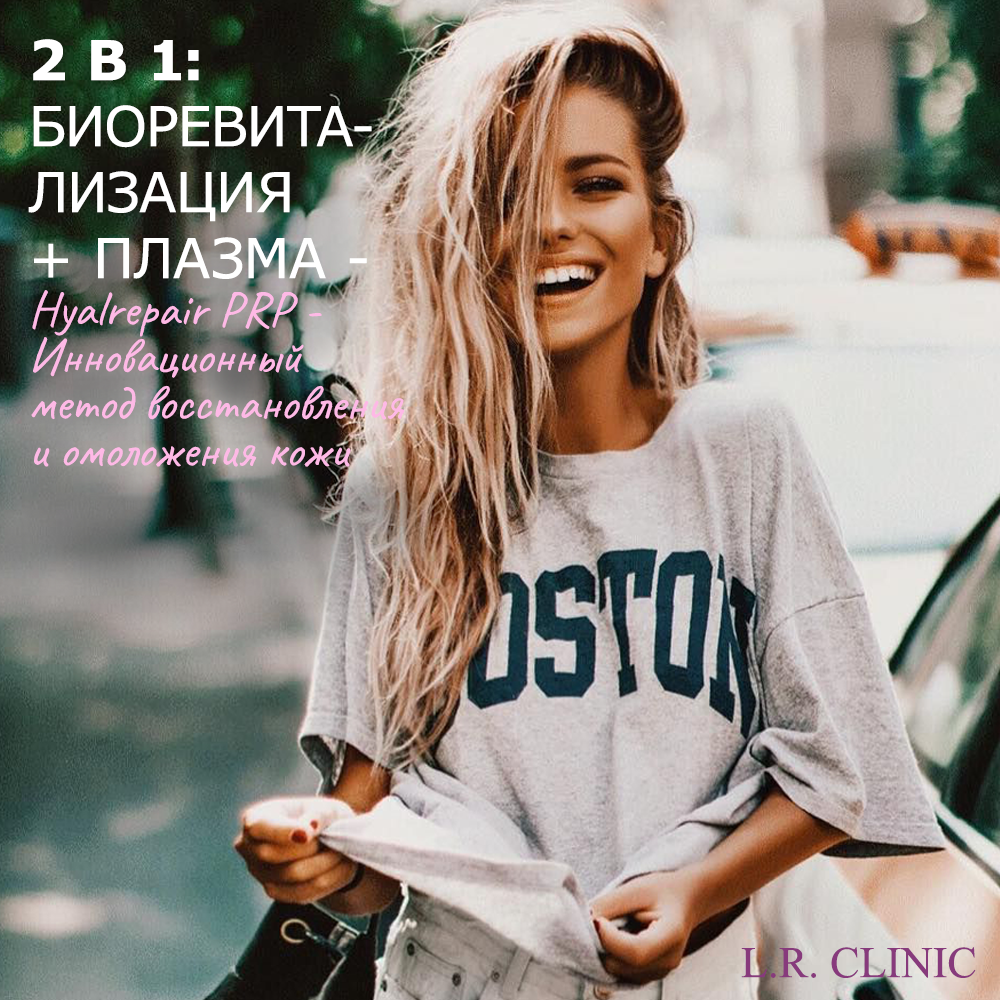 2 В 1:
БИОРЕВИТА-
ЛИЗАЦИЯ
+ ПЛАЗМА -
Hyalrepair PRP -
Инновационный
метод восстановления
и омоложения кожи
OSTON
L.R. CLINIC